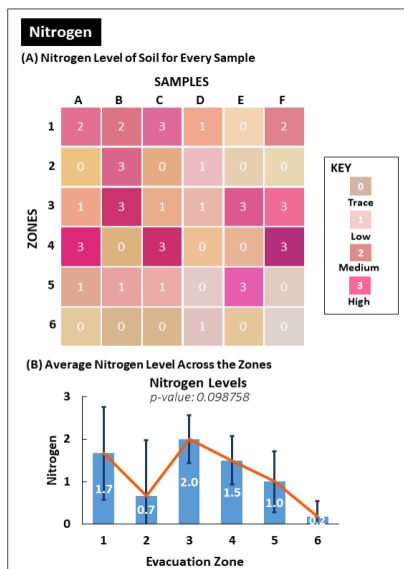 Nitrogen
(A) Nitrogen Level of Soil for Every Sample
SAMPLES
A B C D E F
ZONES
1 2 2 3 1 0 2
2 0 3 0 1 0 0
3 1 3 1 1 3 3
4 3 0 3 0 0 3
5 1 1 1 0 3 0
6 0 0 0 1 0 0
KEY
0
Trace
1
Low
2
Medium
3
High
(B) Average Nitrogen Level Across the Zones
Nitrogen Levels
p-value: 0.098758
Nitrogen
3
2
1
0
1.7 0.7 2.0 1.5 1.0 0.2
1 2 3 4 5 6
Evacuation Zone